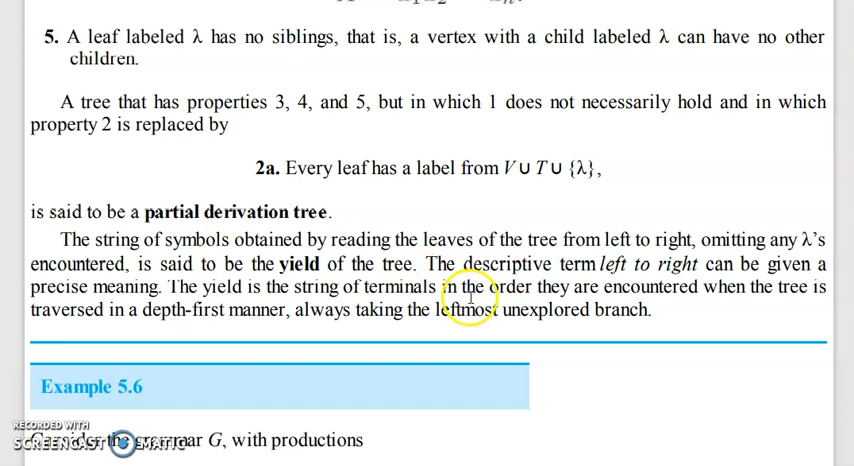 5. A leaf labeled λ has no siblings, that is, a vertex with a child labeled λ can have no other
children.
A tree that has properties 3, 4, and 5, but in which 1 does not necessarily hold and in which
property 2 is replaced by
2a. Every leaf has a label from V ∪ T ∪ {λ},
is said to be a partial derivation tree.
The string of symbols obtained by reading the leaves of the tree from left to right, omitting any λ's
encountered, is said to be the yield of the tree. The descriptive term left to right can be given a
precise meaning. The yield is the string of terminals in the order they are encountered when the tree is
traversed in a depth-first manner, always taking the leftmost unexplored branch.
Example 5.6
RECORDED WITH
SCREENCAST MATIC
Consider the grammar G, with productions